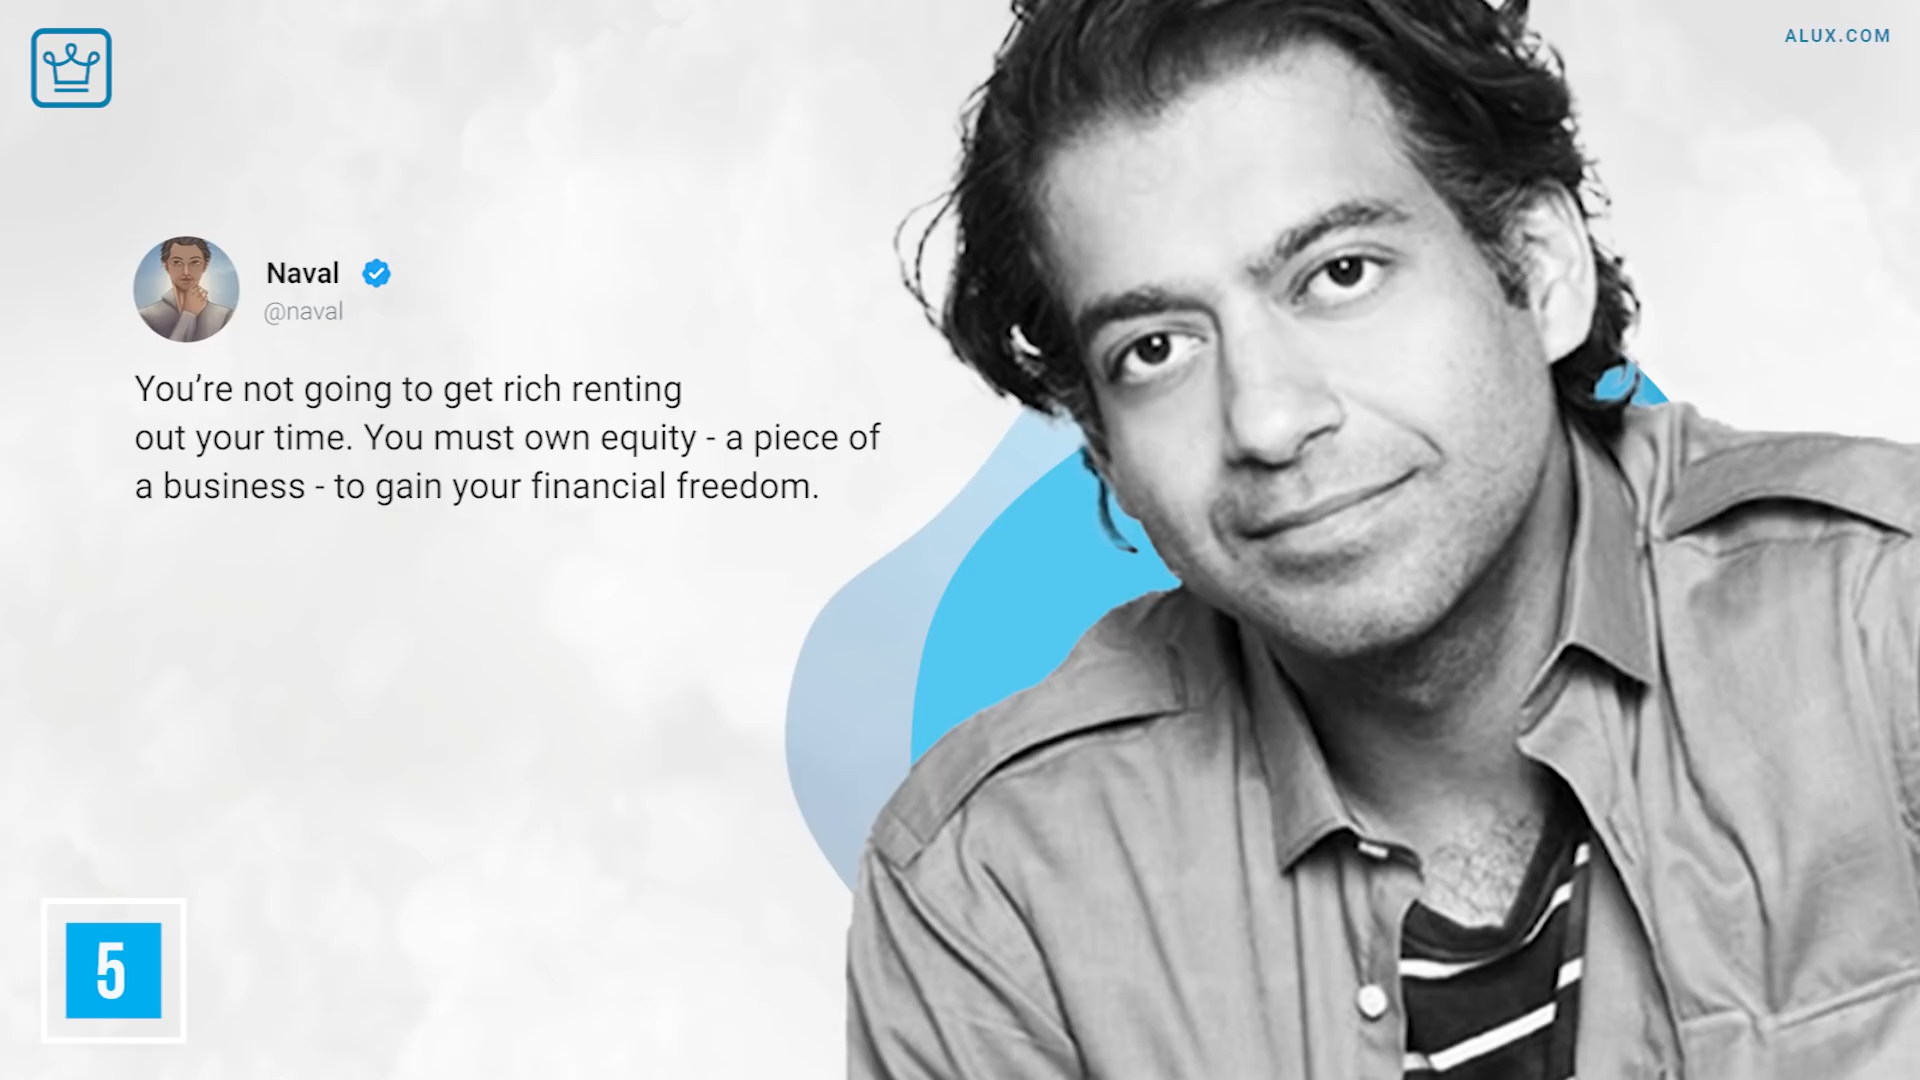 ALUX.COM
Naval
@naval
You’re not going to get rich renting
out your time. You must own equity - a piece of
a business - to gain your financial freedom.
5